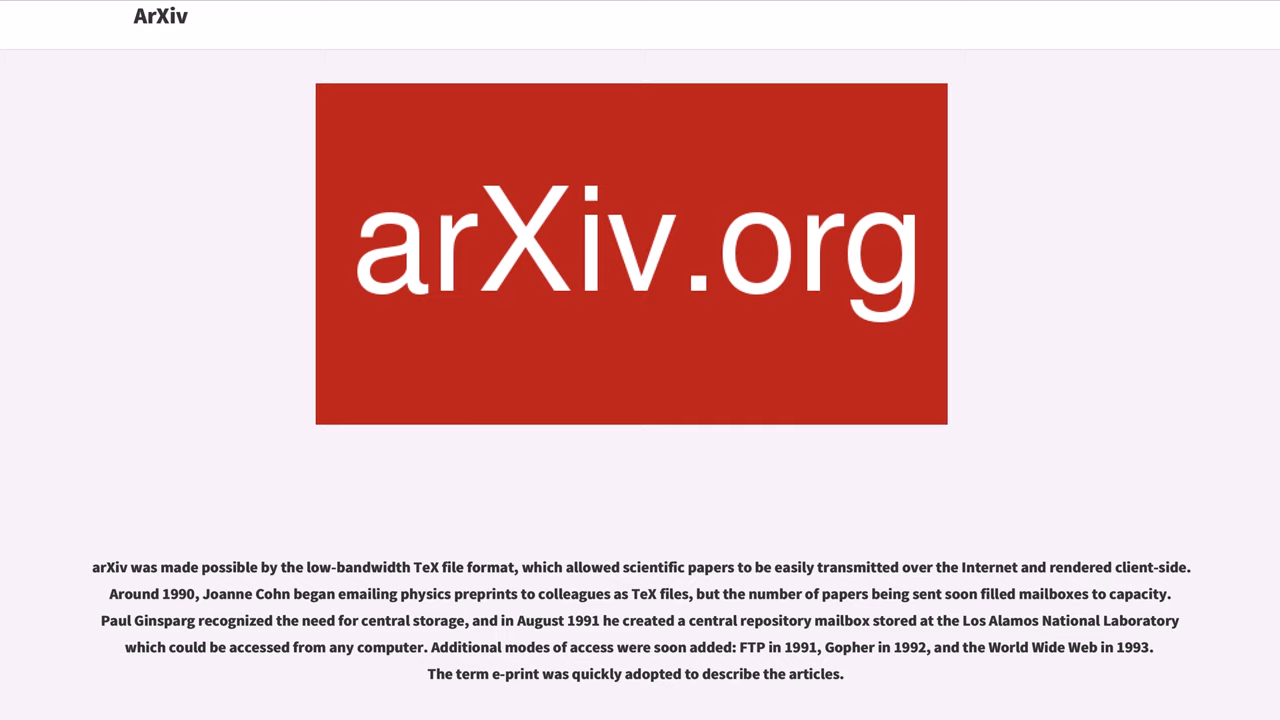 ArXiv
arXiv.org
arXiv was made possible by the low-bandwidth TeX file format, which allowed scientific papers to be easily transmitted over the Internet and rendered client-side.
Around 1990, Joanne Cohn began emailing physics preprints to colleagues as TeX files, but the number of papers being sent soon filled mailboxes to capacity.
Paul Ginsparg recognized the need for central storage, and in August 1991 he created a central repository mailbox stored at the Los Alamos National Laboratory
which could be accessed from any computer. Additional modes of access were soon added: FTP in 1991, Gopher in 1992, and the World Wide Web in 1993.
The term e-print was quickly adopted to describe the articles.